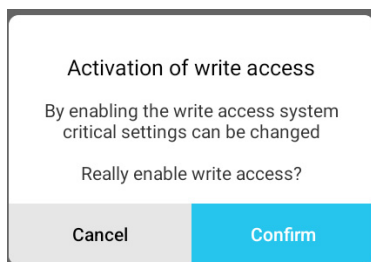 Activation of write access
By enabling the write access system
critical settings can be changed
Really enable write access?
Cancel
Confirm